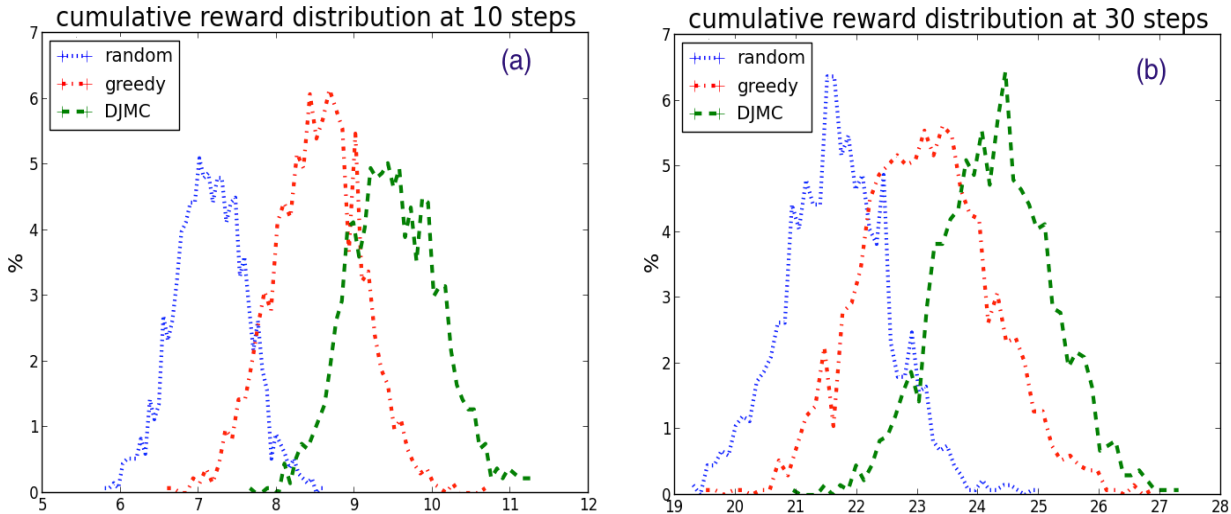 cumulative reward distribution at 10 steps
7
random
greedy
DJMC
(a)
6
5
4
%
3
2
1
0
5 6 7 8 9 10 11 12
cumulative reward distribution at 30 steps
7
random
greedy
DJMC
(b)
6
5
4
%
3
2
1
0
19 20 21 22 23 24 25 26 27 28